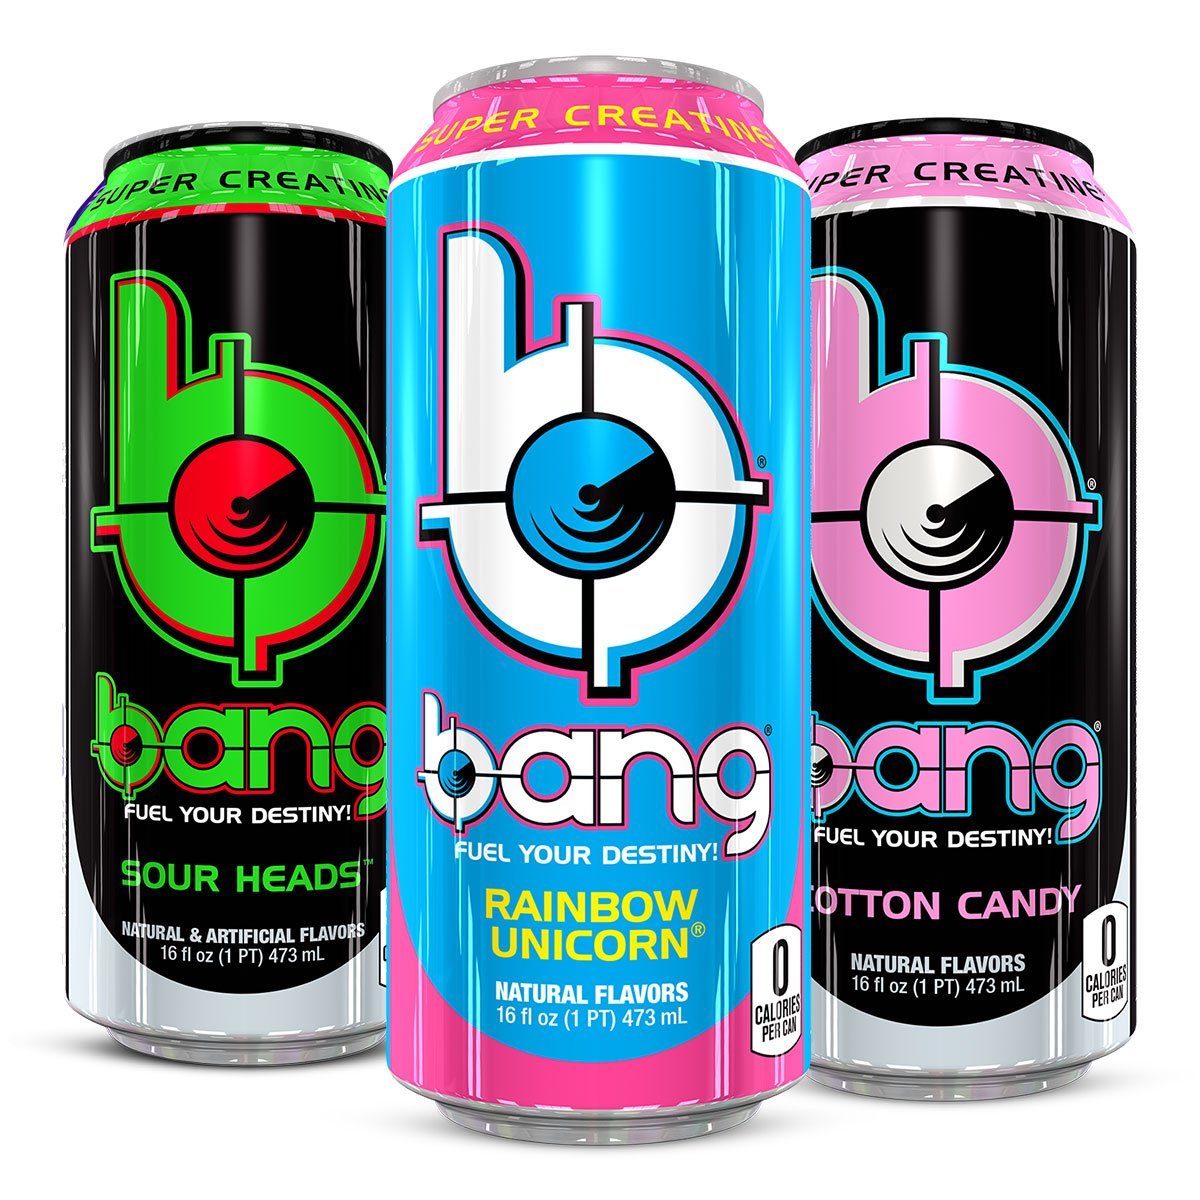 SUPER CREATINE
bang
FUEL YOUR DESTINY!
SOUR HEADS™
NATURAL & ARTIFICIAL FLAVORS
16 fl oz (1 PT) 473 mL
SUPER CREATINE®
b
®
bang®
FUEL YOUR DESTINY!
RAINBOW
UNICORN®
NATURAL FLAVORS
16 fl oz (1 PT) 473 mL
0
CALORIES
PER CAN
UPER CREATINE®
®
bang®
FUEL YOUR DESTINY!
COTTON CANDY
NATURAL FLAVORS
16 fl oz (1 PT) 473 mL
0
CALORIES
PER CAN